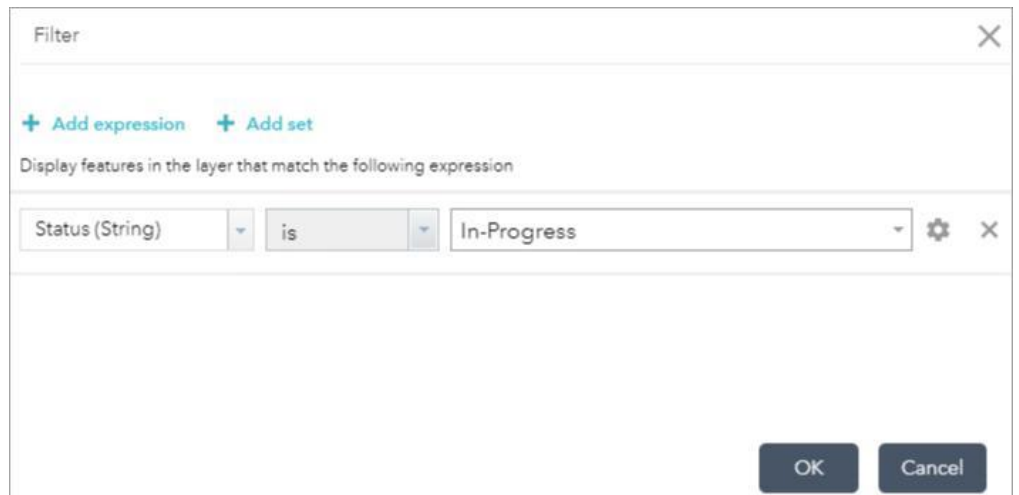 Filter
Add expression Add set
Display features in the layer that match the following expression
Status (String) is In-Progress
OK Cancel